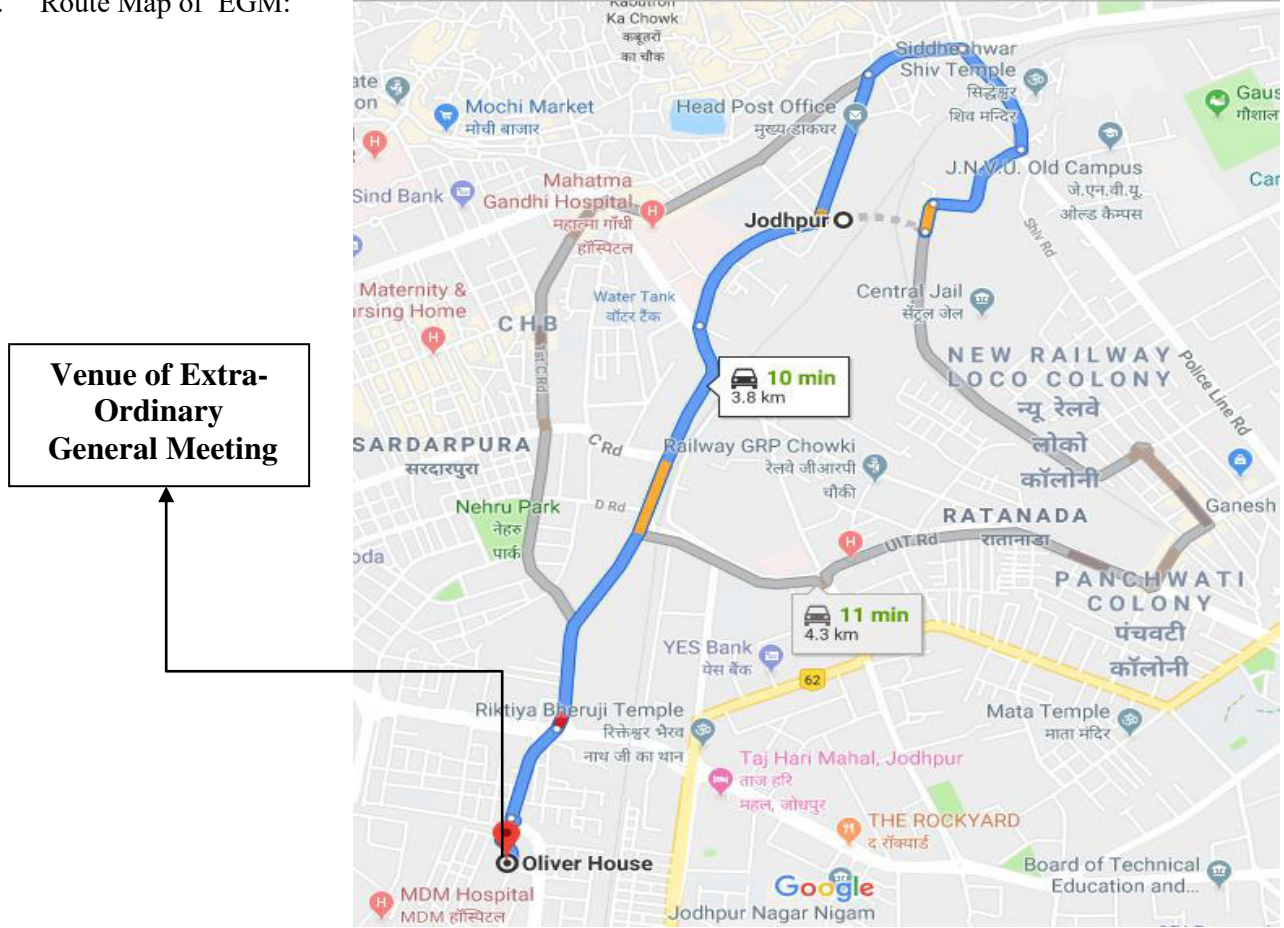 . Route Map of EGM:
Ka Chowk
कबूतरों
का चौक
Siddheshwar
Shiv Temple
सिद्धेश्वर
शिव मन्दिर
Mochi Market
मोची बाजार
Head Post Office
मुख्य डाकघर
Gaus
गौशाल
J.N.V.U. Old Campus
जे.एन.वी.यू.
ओल्ड कैम्पस
Car
Sind Bank
Mahatma
Gandhi Hospital
महात्मा गाँधी
हॉस्पिटल
Jodhpur
Shiv Rd
Maternity &
rsing Home
Water Tank
वॉटर टैंक
Central Jail
सेंट्रल जेल
CHB
1st C Rd
Venue of Extra-
Ordinary
General Meeting
10 min
3.8 km
NEW RAILWAY
LOCO COLONY
न्यू रेलवे
लोको
कॉलोनी
Police Line Rd
SARDARPURA
सरदारपुरा
C Rd
Railway GRP Chowki
रेलवे जीआरपी
चौकी
Nehru Park
नेहरु
पार्क
D Rd
RATANADA
रातानाडा
Ganesh
UIT Rd
oda
PANCHWATI
COLONY
पंचवटी
कॉलोनी
11 min
4.3 km
YES Bank
येस बैंक
62
Riktiya Bheruji Temple
रिक्तेश्वर भैरव
नाथ जी का थान
Mata Temple
माता मंदिर
Taj Hari Mahal, Jodhpur
ताज हरि
महल, जोधपुर
THE ROCKYARD
द रॉक्यार्ड
Oliver House
Board of Technical
Education and...
MDM Hospital
MDM हॉस्पिटल
Google
Jodhpur Nagar Nigam